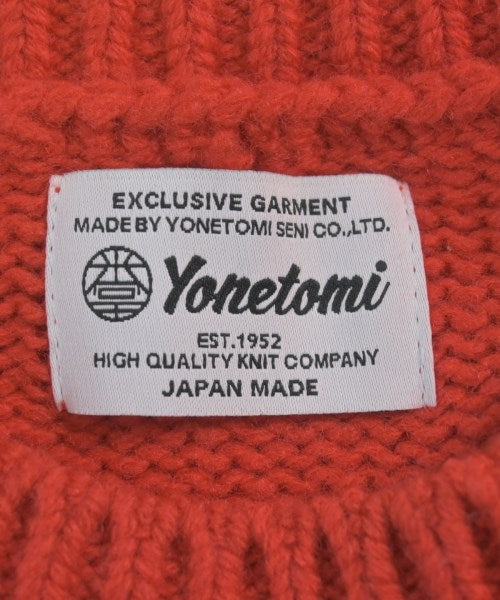 EXCLUSIVE GARMENT
MADE BY YONETOMI SENI CO.,LTD.
Yonetomi
EST.1952
HIGH QUALITY KNIT COMPANY
JAPAN MADE